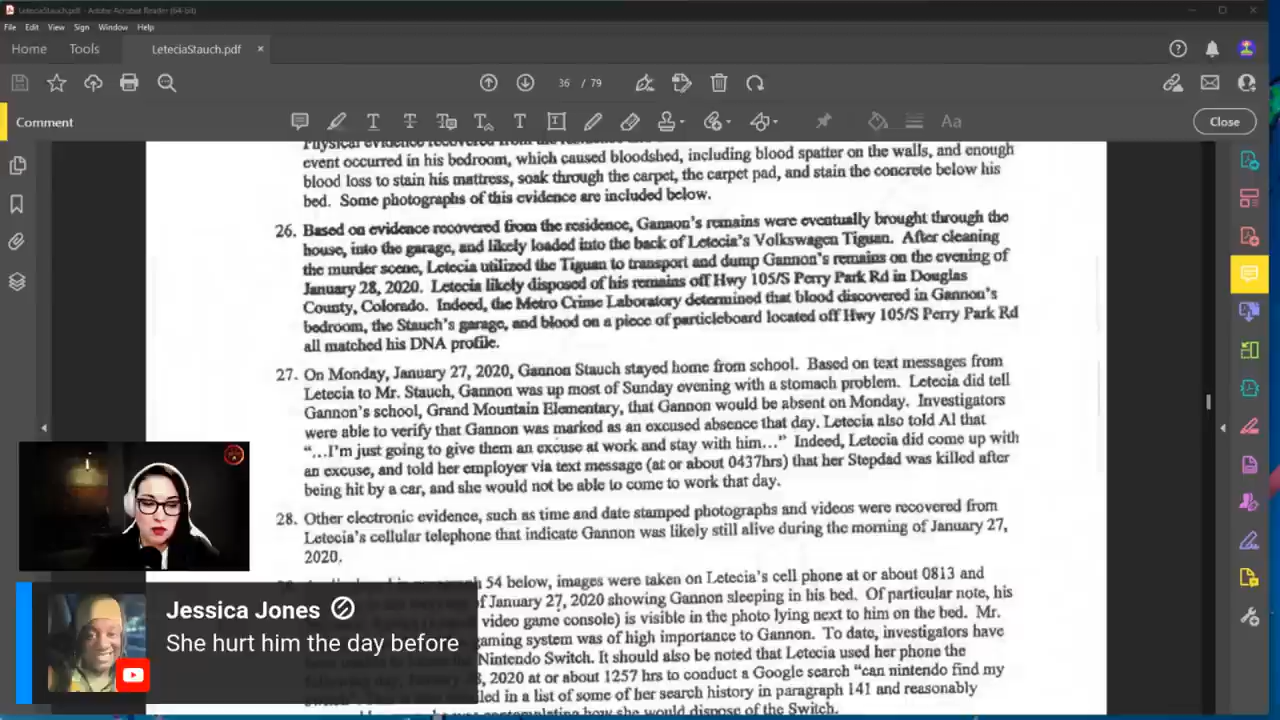 LeteciaStauch.pdf - Adobe Acrobat Reader (64-bit)
File Edit View Sign Window Help
Home Tools LeteciaStauch.pdf ×
36 / 79
Comment
Aa
Close
Physical evidence recovered from the
event occurred in his bedroom, which caused bloodshed, including blood spatter on the walls, and enough
blood loss to stain his mattress, soak through the carpet, the carpet pad, and stain the concrete below his
bed. Some photographs of this evidence are included below.
26. Based on evidence recovered from the residence, Gannon's remains were eventually brought through the
house, into the garage, and likely loaded into the back of Letecia's Volkswagen Tiguan. After cleaning
the murder scene, Letecia utilized the Tiguan to transport and dump Gannon's remains on the evening of
January 28, 2020. Letecia likely disposed of his remains off Hwy 105/S Perry Park Rd in Douglas
County, Colorado. Indeed, the Metro Crime Laboratory determined that blood discovered in Gannon's
bedroom, the Stauch's garage, and blood on a piece of particleboard located off Hwy 105/S Perry Park Rd
all matched his DNA profile.
27. On Monday, January 27, 2020, Gannon Stauch stayed home from school. Based on text messages from
Letecia to Mr. Stauch, Gannon was up most of Sunday evening with a stomach problem. Letecia did tell
Gannon's school, Grand Mountain Elementary, that Gannon would be absent on Monday. Investigators
were able to verify that Gannon was marked as an excused absence that day. Letecia also told Al that
"…I'm just going to give them an excuse at work and stay with him…" Indeed, Letecia did come up with
an excuse, and told her employer via text message (at or about 0437hrs) that her Stepdad was killed after
being hit by a car, and she would not be able to come to work that day.
28. Other electronic evidence, such as time and date stamped photographs and videos were recovered from
Letecia's cellular telephone that indicate Gannon was likely still alive during the morning of January 27,
2020.
54 below, images were taken on Letecia's cell phone at or about 0813 and
of January 27, 2020 showing Gannon sleeping in his bed. Of particular note, his
video game console) is visible in the photo lying next to him on the bed. Mr.
gaming system was of high importance to Gannon. To date, investigators have
Nintendo Switch. It should also be noted that Letecia used her phone the
, 2020 at or about 1257 hrs to conduct a Google search "can nintendo find my
in a list of some of her search history in paragraph 141 and reasonably
contemplating how she would dispose of the Switch.
Jessica Jones
She hurt him the day before